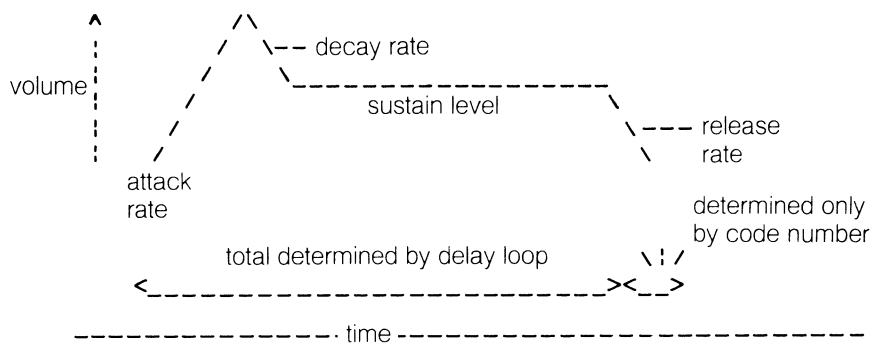 decay rate
volume
sustain level
release
rate
attack
rate
determined only
by code number
total determined by delay loop
time